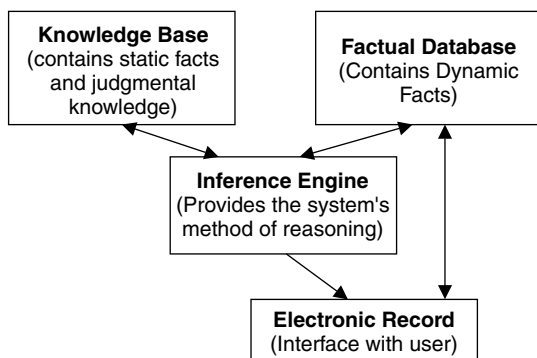 Knowledge Base
(contains static facts
and judgmental
knowledge)
Factual Database
(Contains Dynamic
Facts)
Inference Engine
(Provides the system's
method of reasoning)
Electronic Record
(Interface with user)